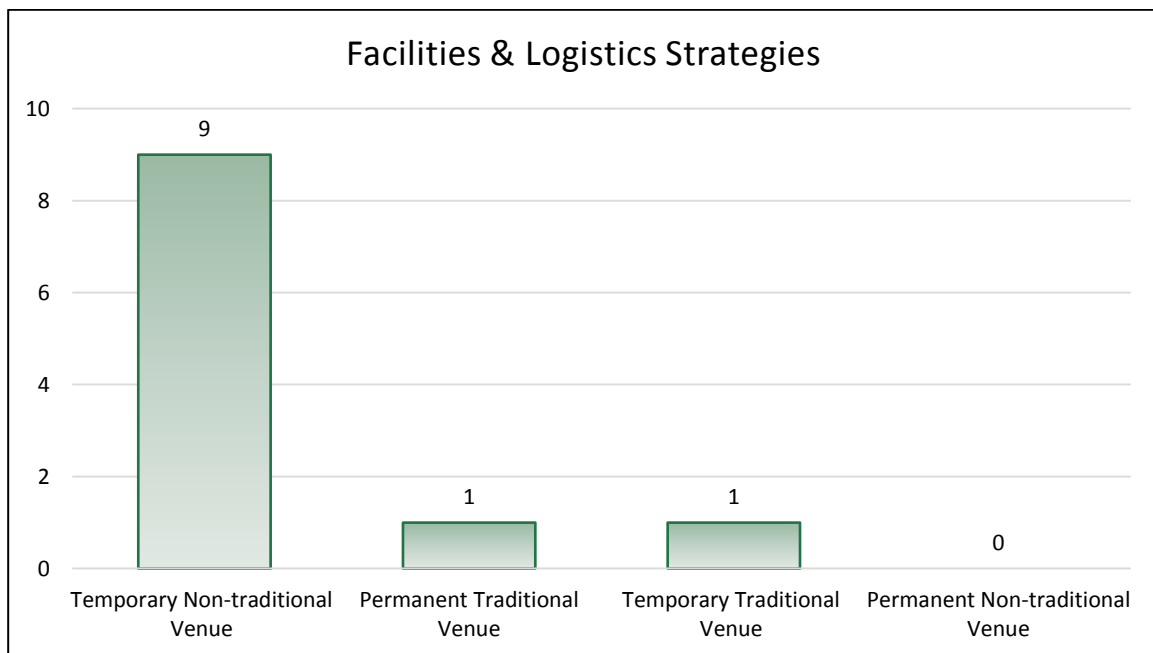 Facilities & Logistics Strategies
10
8
6
4
2
0
9
1
1
0
Temporary Non-traditional
Venue
Permanent Traditional
Venue
Temporary Traditional
Venue
Permanent Non-traditional
Venue